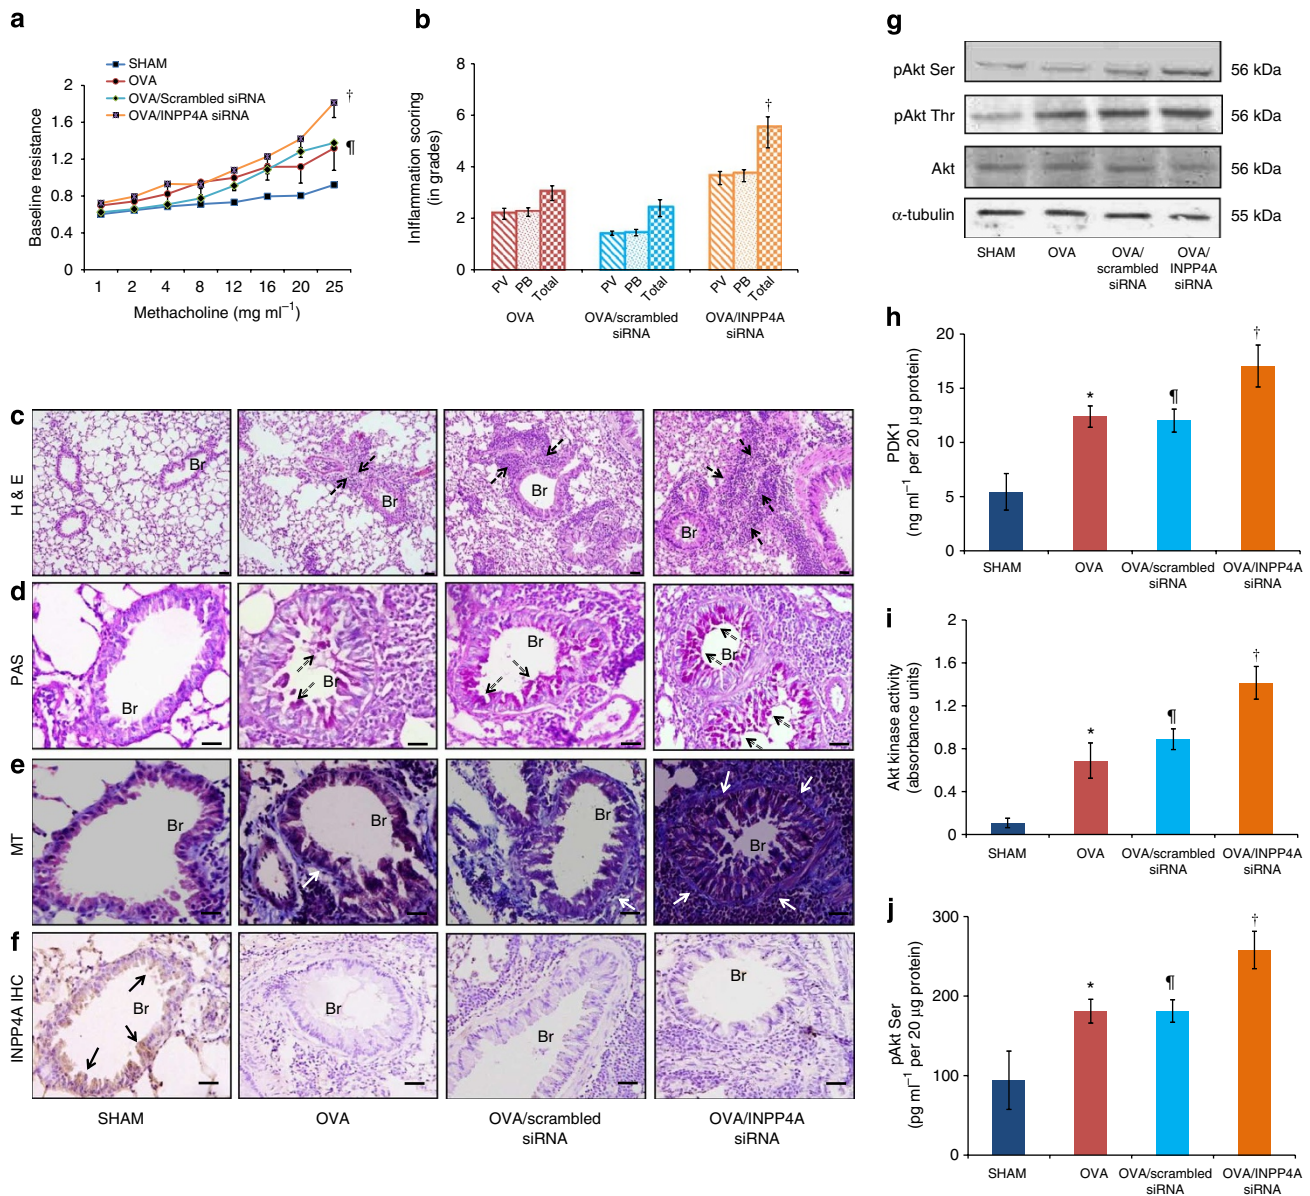 a
SHAM
OVA
OVA/Scrambled siRNA
OVA/INPP4A siRNA
2
1.6
1.2
0.8
0.4
0
†
¶
Baseline resistance
1 2 4 8 12 16 20 25
Methacholine (mg ml⁻¹)
b
8
6
4
2
0
†
Inlflammation scoring
(in grades)
PV PB Total PV PB Total PV PB Total
OVA
OVA/scrambled
siRNA
OVA/INPP4A
siRNA
c
H & E
Br
Br
Br
Br
d
PAS
Br
Br
Br
Br
e
MT
Br
Br
Br
Br
f
INPP4A IHC
Br
Br
Br
Br
SHAM
OVA
OVA/scrambled
siRNA
OVA/INPP4A
siRNA
g
pAkt Ser 56 kDa
pAkt Thr 56 kDa
Akt 56 kDa
α-tubulin 55 kDa
SHAM
OVA
OVA/
scrambled
siRNA
OVA/
INPP4A
siRNA
h
20
15
10
5
0
PDK1
(ng ml⁻¹ per 20 µg protein)
*
¶
†
SHAM
OVA
OVA/scrambled
siRNA
OVA/INPP4A
siRNA
i
2
1.6
1.2
0.8
0.4
0
Akt kinase activity
(absorbance units)
*
¶
†
SHAM
OVA
OVA/scrambled
siRNA
OVA/INPP4A
siRNA
j
300
200
100
0
pAkt Ser
(pg ml⁻¹ per 20 µg protein)
*
¶
†
SHAM
OVA
OVA/scrambled
siRNA
OVA/INPP4A
siRNA